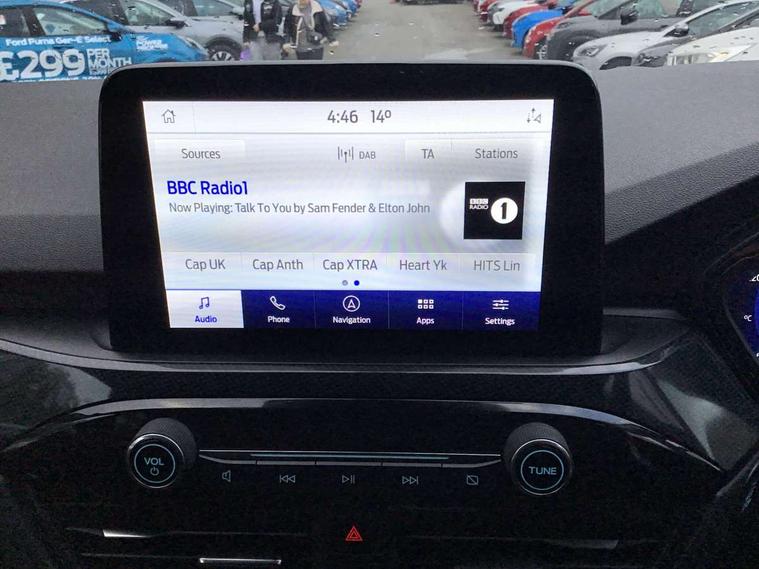 Ford Puma Gen-E Select
£299 PER MONTH
4:46 14°
Sources DAB TA Stations
BBC Radio1
Now Playing: Talk To You by Sam Fender & Elton John
BBC RADIO 1
Cap UK Cap Anth Cap XTRA Heart Yk HITS Lin
Audio Phone Navigation Apps Settings
VOL TUNE
°C